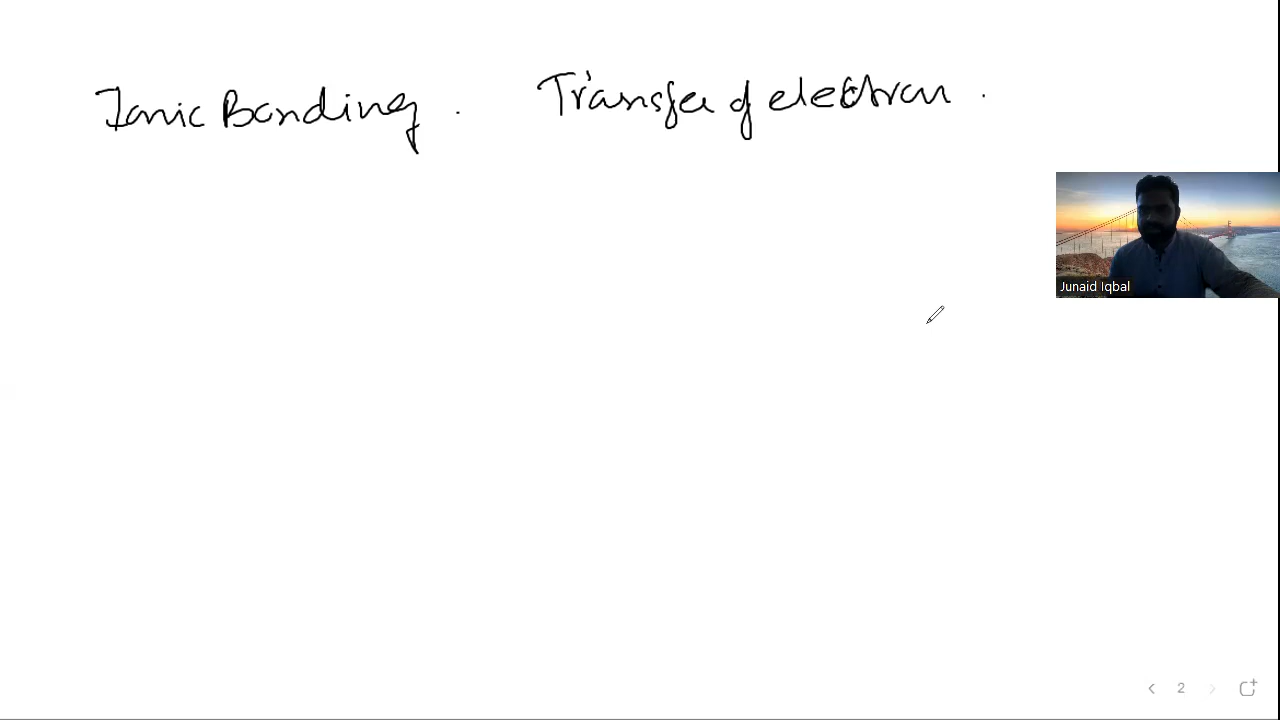 Ionic Bonding . Transfer of electron .
Junaid Iqbal
2